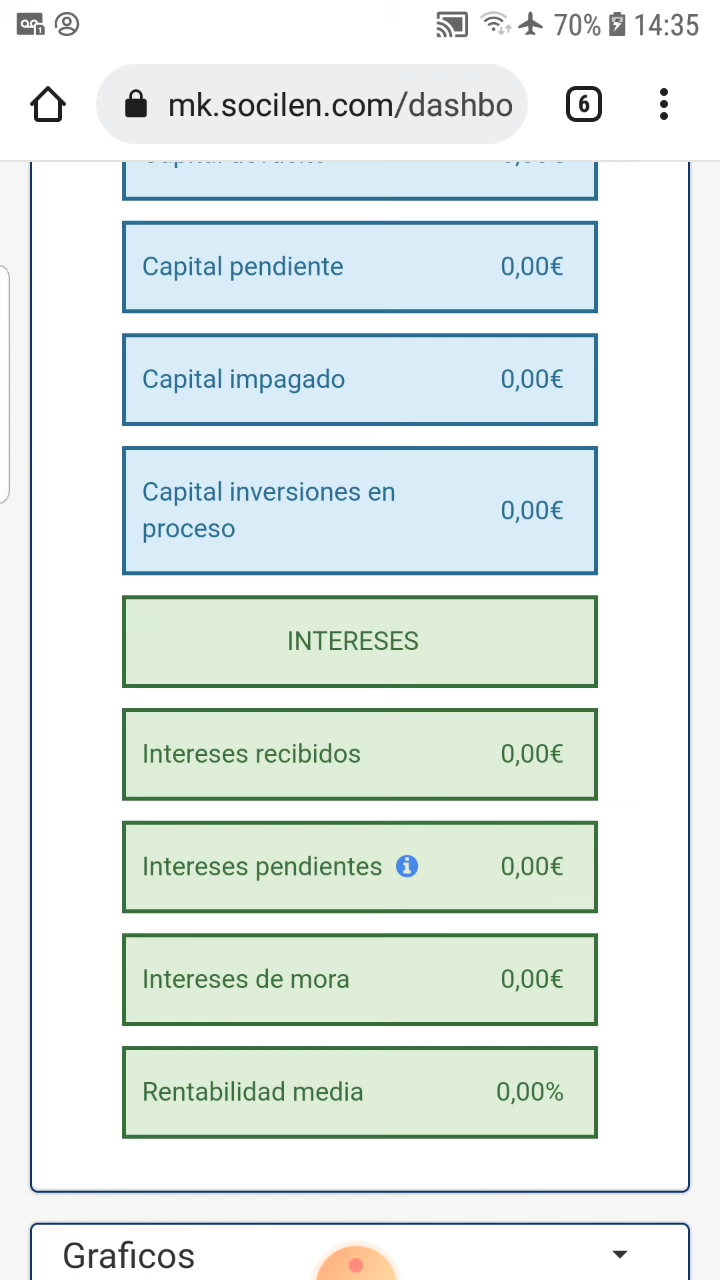 70% 14:35
mk.socilen.com/dashbo
6
Capital pendiente 0,00€
Capital impagado 0,00€
Capital inversiones en
proceso 0,00€
INTERESES
Intereses recibidos 0,00€
Intereses pendientes 0,00€
Intereses de mora 0,00€
Rentabilidad media 0,00%
Graficos